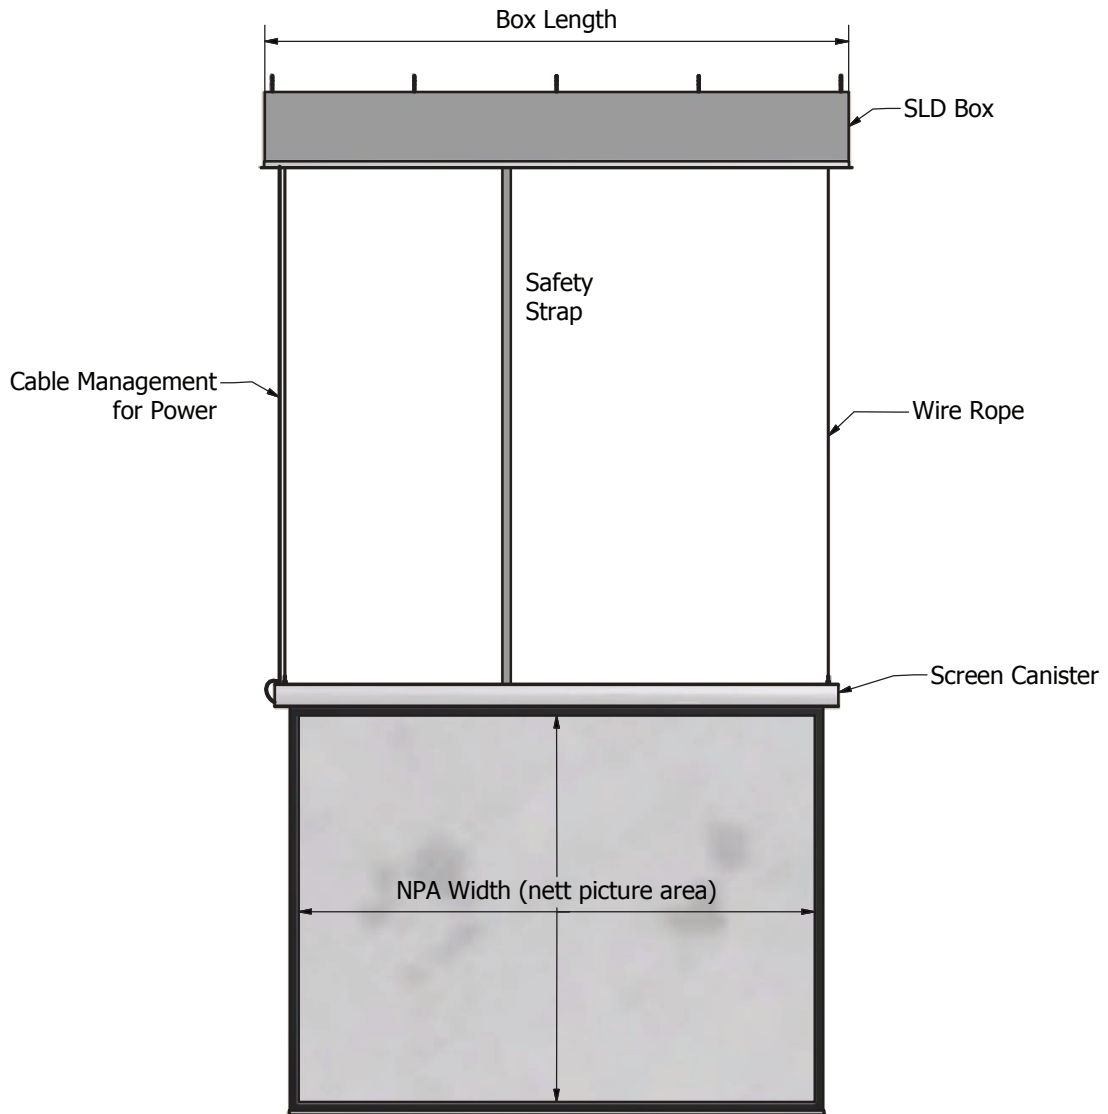 Box Length
SLD Box
Safety
Strap
Cable Management
for Power
Wire Rope
Screen Canister
NPA Width (nett picture area)